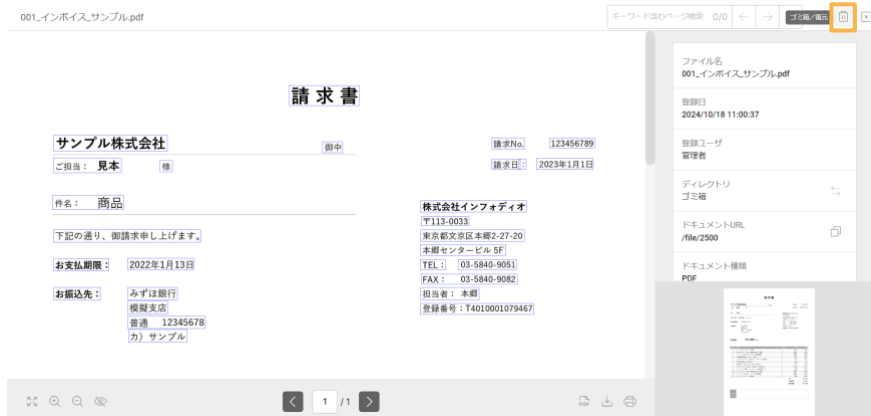 001_インボイス_サンプル.pdf
キーワード含むページ検索 0/0 ← → ゴミ箱/復元
請求書
サンプル株式会社 御中
ご担当： 見本 様
件名： 商品
下記の通り、御請求申し上げます。
お支払期限： 2022年1月13日
お振込先： みずほ銀行
模擬支店
普通 12345678
カ）サンプル
請求No. 123456789
請求日： 2023年1月1日
株式会社インフォディオ
〒113-0033
東京都文京区本郷2-27-20
本郷センタービル 5F
TEL： 03-5840-9051
FAX： 03-5840-9082
担当者： 本郷
登録番号：T4010001079467
1 /1
ファイル名
001_インボイス_サンプル.pdf
登録日
2024/10/18 11:00:37
登録ユーザ
管理者
ディレクトリ
ゴミ箱
ドキュメントURL
/file/2500
ドキュメント種類
PDF
請求書